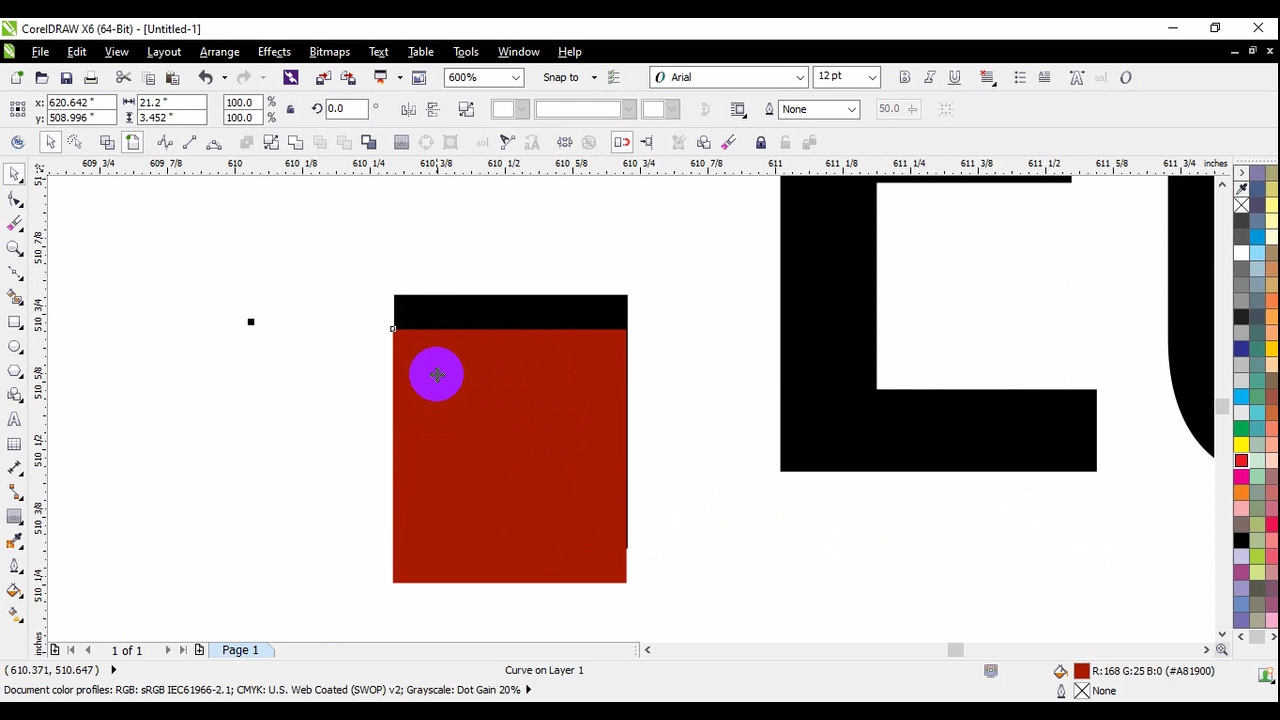 CorelDRAW X6 (64-Bit) - [Untitled-1]
File Edit View Layout Arrange Effects Bitmaps Text Table Tools Window Help
600% Snap to Arial 12 pt
x: 620.642 " 21.2 " 100.0 % 0.0 ° None 50.0
y: 508.996 " 3.452 " 100.0 %
609 3/4 609 7/8 610 610 1/8 610 1/4 610 3/8 610 1/2 610 5/8 610 3/4 610 7/8 611 611 1/8 611 1/4 611 3/8 611 1/2 611 5/8 611 3/4 inches
510 7/8
510 3/4
510 5/8
510 1/2
510 3/8
510 1/4
inches
1 of 1 Page 1
( 610.371, 510.647 ) Curve on Layer 1 R:168 G:25 B:0 (#A81900)
Document color profiles: RGB: sRGB IEC61966-2.1; CMYK: U.S. Web Coated (SWOP) v2; Grayscale: Dot Gain 20% None